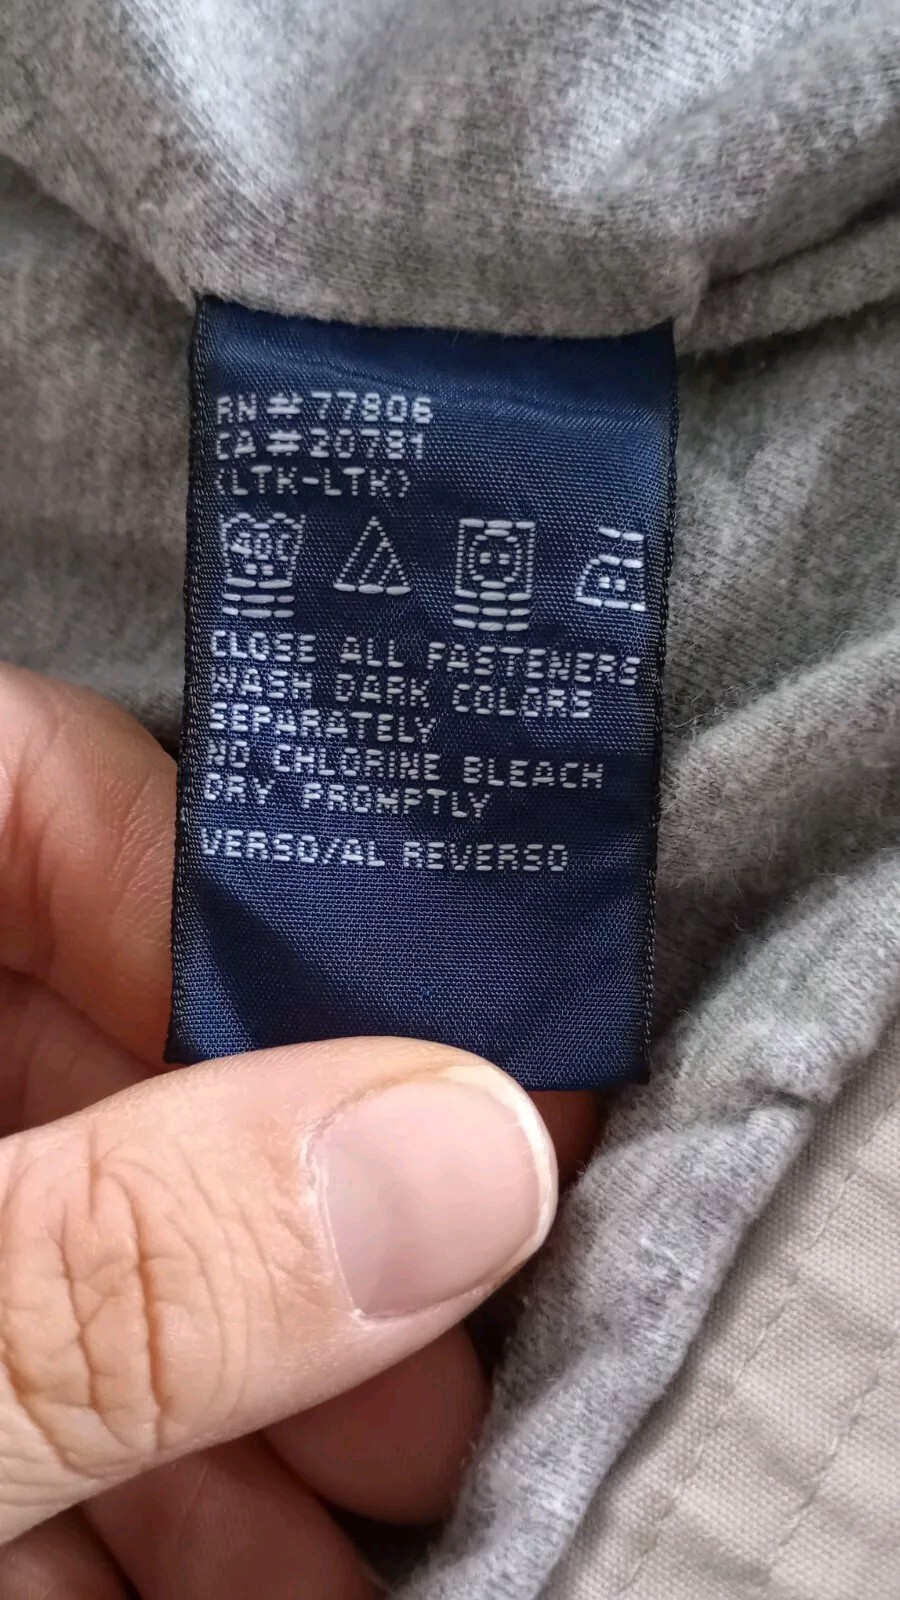 RN#77806
CA#20781
(LTK-LTK)
40C
CLOSE ALL FASTENERS
WASH DARK COLORS
SEPARATELY
NO CHLORINE BLEACH
DRY PROMPTLY
VERSO/AL REVERSO